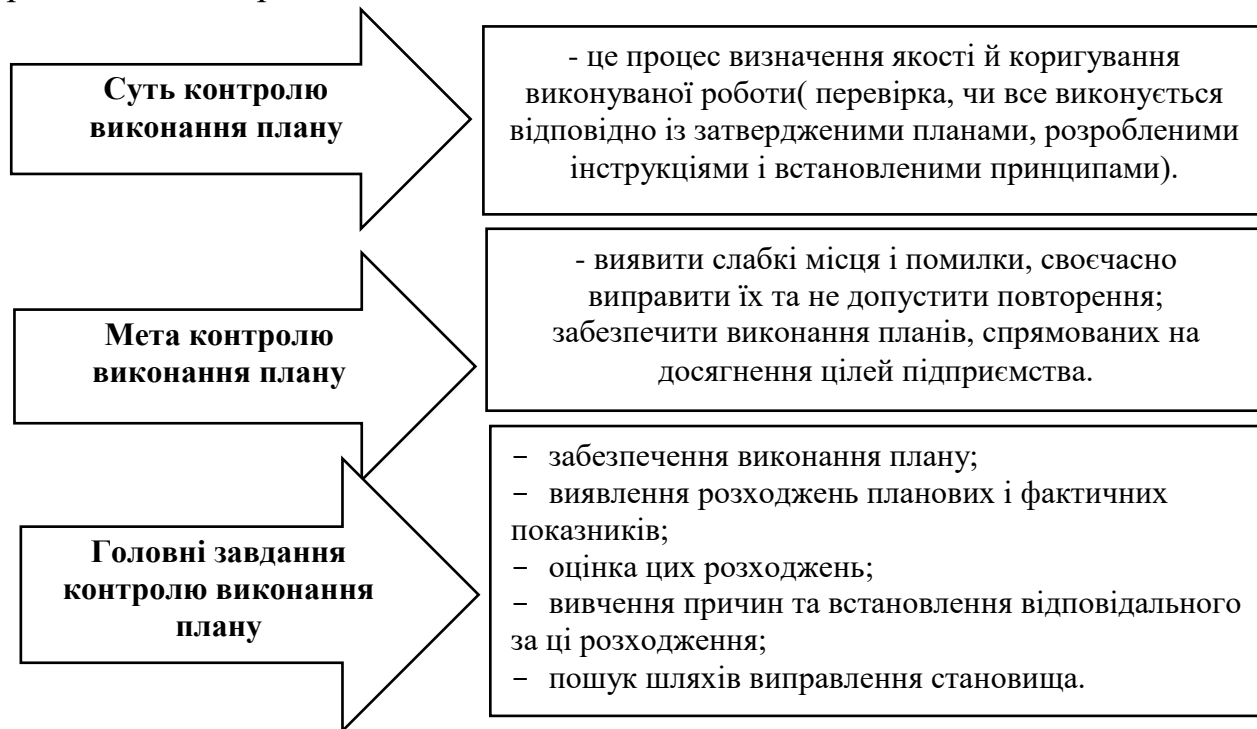 Суть контролю
виконання плану
- це процес визначення якості й коригування
виконуваної роботи( перевірка, чи все виконується
відповідно із затвердженими планами, розробленими
інструкціями і встановленими принципами).
Мета контролю
виконання плану
- виявити слабкі місця і помилки, своєчасно
виправити їх та не допустити повторення;
забезпечити виконання планів, спрямованих на
досягнення цілей підприємства.
Головні завдання
контролю виконання
плану
− забезпечення виконання плану;
− виявлення розходжень планових і фактичних
показників;
− оцінка цих розходжень;
− вивчення причин та встановлення відповідального
за ці розходження;
− пошук шляхів виправлення становища.